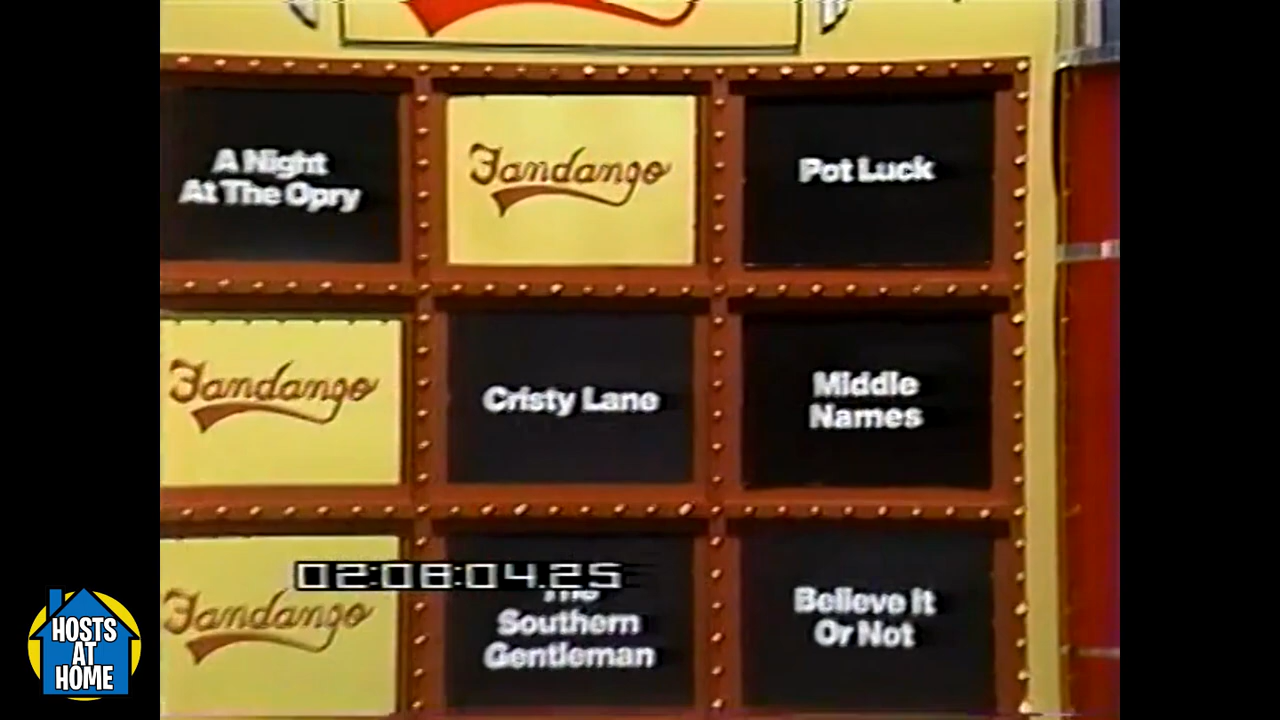 A Night
At The Opry
Fandango
Pot Luck
Fandango
Cristy Lane
Middle
Names
Fandango
02:08:04.25
The
Southern
Gentleman
Believe It
Or Not
HOSTS
AT
HOME